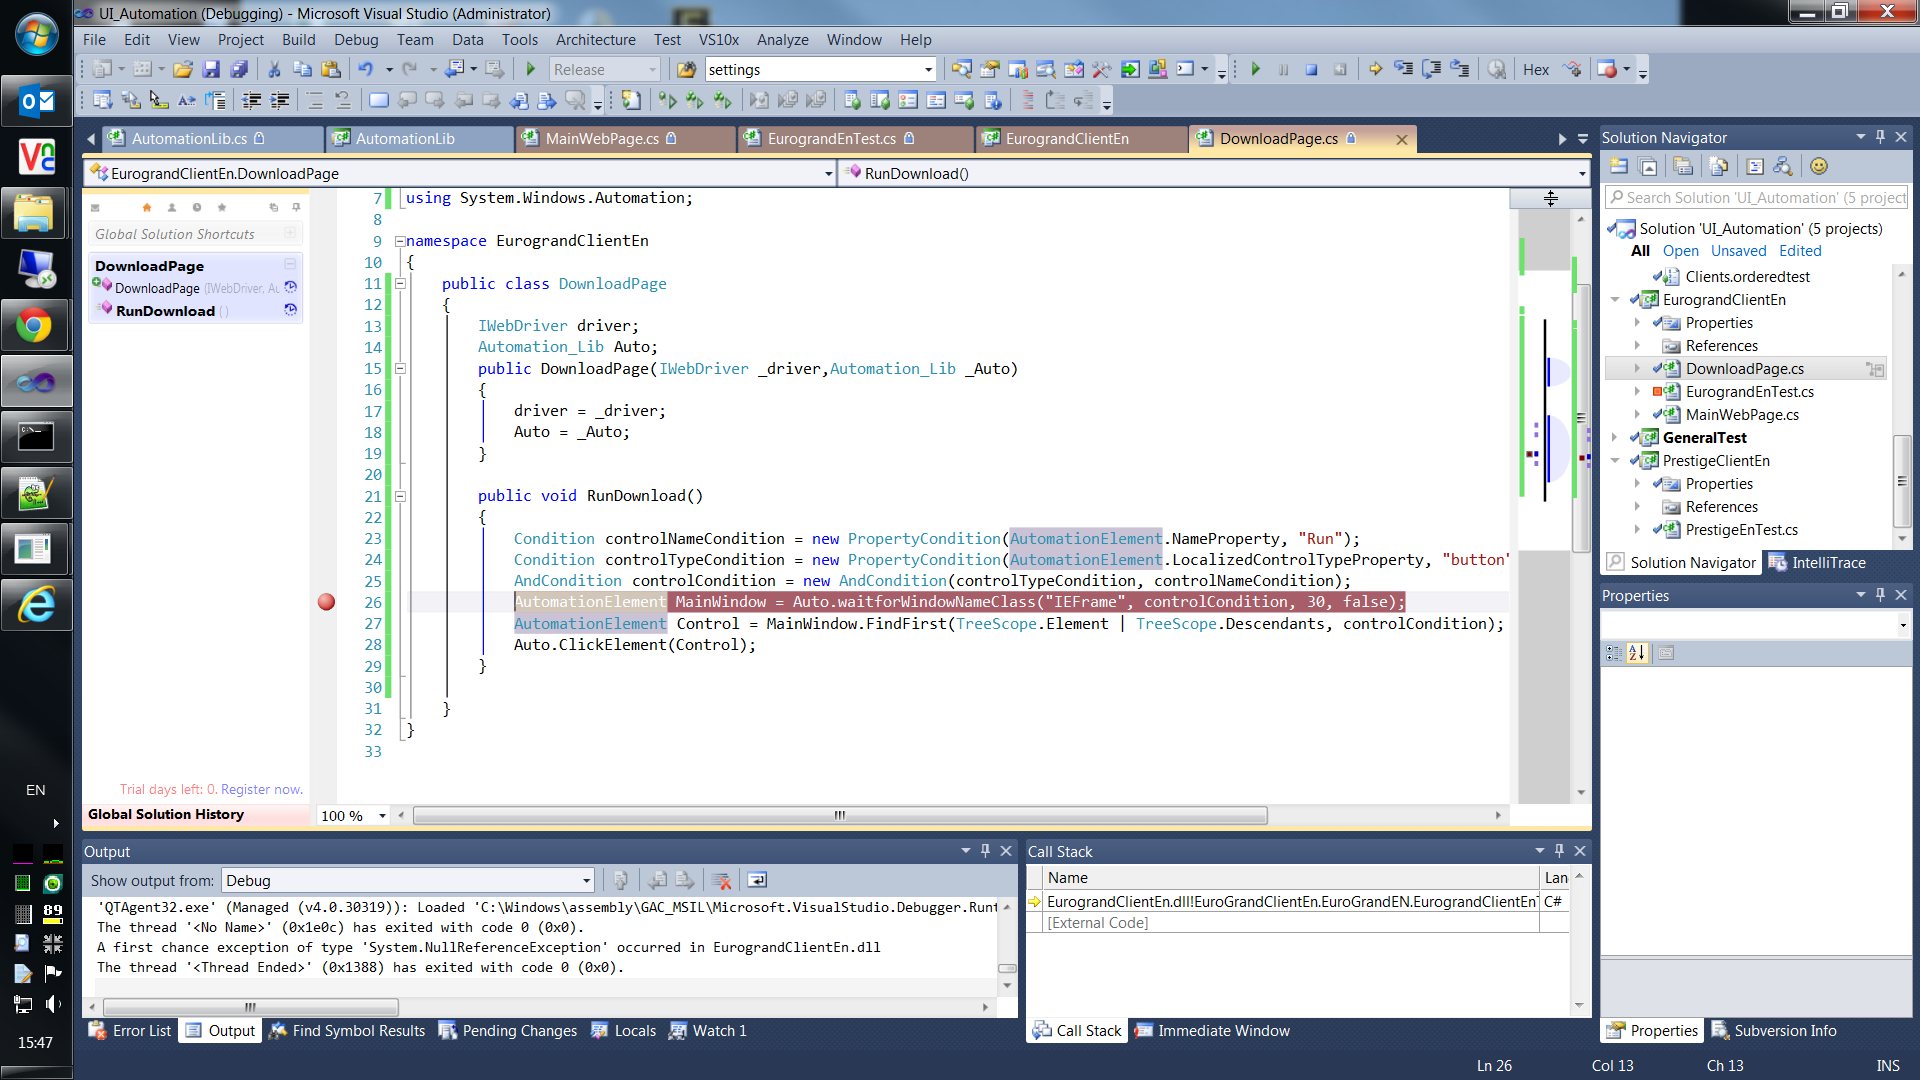 UI_Automation (Debugging) - Microsoft Visual Studio (Administrator)
File Edit View Project Build Debug Team Data Tools Architecture Test VS10x Analyze Window Help
Release settings Hex
AutomationLib.cs AutomationLib MainWebPage.cs EurograndEnTest.cs EurograndClientEn DownloadPage.cs
EurograndClientEn.DownloadPage RunDownload()
Global Solution Shortcuts
DownloadPage
DownloadPage (IWebDriver, Au
RunDownload ()
Trial days left: 0. Register now.
Global Solution History
7 using System.Windows.Automation;
8
9 namespace EurograndClientEn
10 {
11 public class DownloadPage
12 {
13 IWebDriver driver;
14 Automation_Lib Auto;
15 public DownloadPage(IWebDriver _driver,Automation_Lib _Auto)
16 {
17 driver = _driver;
18 Auto = _Auto;
19 }
20
21 public void RunDownload()
22 {
23 Condition controlNameCondition = new PropertyCondition(AutomationElement.NameProperty, "Run");
24 Condition controlTypeCondition = new PropertyCondition(AutomationElement.LocalizedControlTypeProperty, "button"
25 AndCondition controlCondition = new AndCondition(controlTypeCondition, controlNameCondition);
26 AutomationElement MainWindow = Auto.waitforWindowNameClass("IEFrame", controlCondition, 30, false);
27 AutomationElement Control = MainWindow.FindFirst(TreeScope.Element | TreeScope.Descendants, controlCondition);
28 Auto.ClickElement(Control);
29 }
30
31 }
32 }
33
100 %
Solution Navigator
Search Solution 'UI_Automation' (5 project
Solution 'UI_Automation' (5 projects)
All Open Unsaved Edited
Clients.orderedtest
EurograndClientEn
Properties
References
DownloadPage.cs
EurograndEnTest.cs
MainWebPage.cs
GeneralTest
PrestigeClientEn
Properties
References
PrestigeEnTest.cs
Solution Navigator IntelliTrace
Properties
Output
Show output from: Debug
'QTAgent32.exe' (Managed (v4.0.30319)): Loaded 'C:\Windows\assembly\GAC_MSIL\Microsoft.VisualStudio.Debugger.Runt
The thread '<No Name>' (0x1e0c) has exited with code 0 (0x0).
A first chance exception of type 'System.NullReferenceException' occurred in EurograndClientEn.dll
The thread '<Thread Ended>' (0x1388) has exited with code 0 (0x0).
Error List Output Find Symbol Results Pending Changes Locals Watch 1
Call Stack
Name Lan
EurograndClientEn.dll!EuroGrandClientEn.EuroGrandEN.EurograndClientEn C#
[External Code]
Call Stack Immediate Window
Properties Subversion Info
Ln 26 Col 13 Ch 13 INS
EN
89
15:47